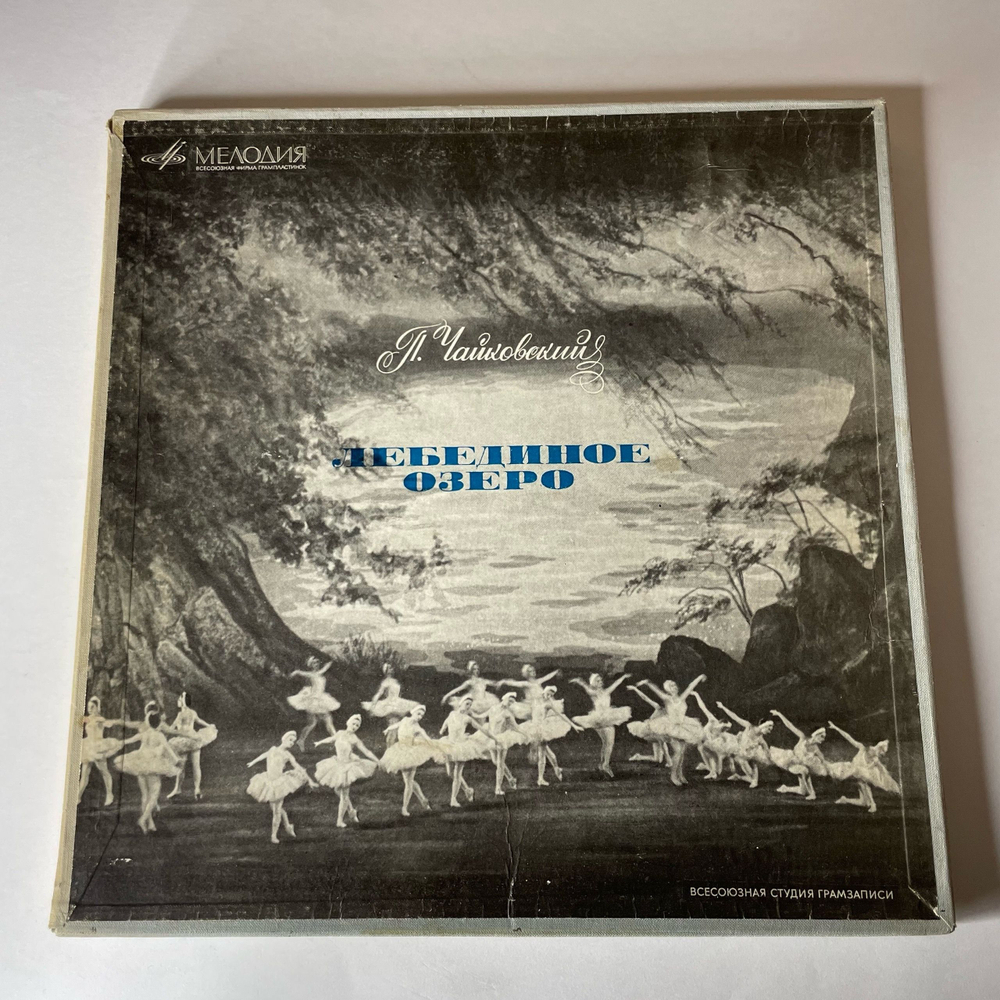 МЕЛОДИЯ
ВСЕСОЮЗНАЯ ФИРМА ГРАМПЛАСТИНОК
П. Чайковский
ЛЕБЕДИНОЕ
ОЗЕРО
ВСЕСОЮЗНАЯ СТУДИЯ ГРАМЗАПИСИ